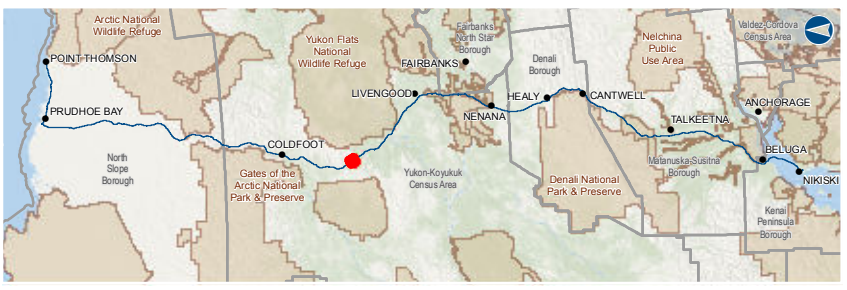 Arctic National
Wildlife Refuge
POINT THOMSON
PRUDHOE BAY
North
Slope
Borough
COLDFOOT
Gates of the
Arctic National
Park & Preserve
Yukon Flats
National
Wildlife Refuge
LIVENGOOD
FAIRBANKS
Fairbanks
North Star
Borough
NENANA
Yukon-Koyukuk
Census Area
HEALY
Denali
Borough
CANTWELL
Denali National
Park & Preserve
Nelchina
Public
Use Area
TALKEETNA
Matanuska-Susitna
Borough
Valdez-Cordova
Census Area
ANCHORAGE
BELUGA
NIKISKI
Kenai
Peninsula
Borough